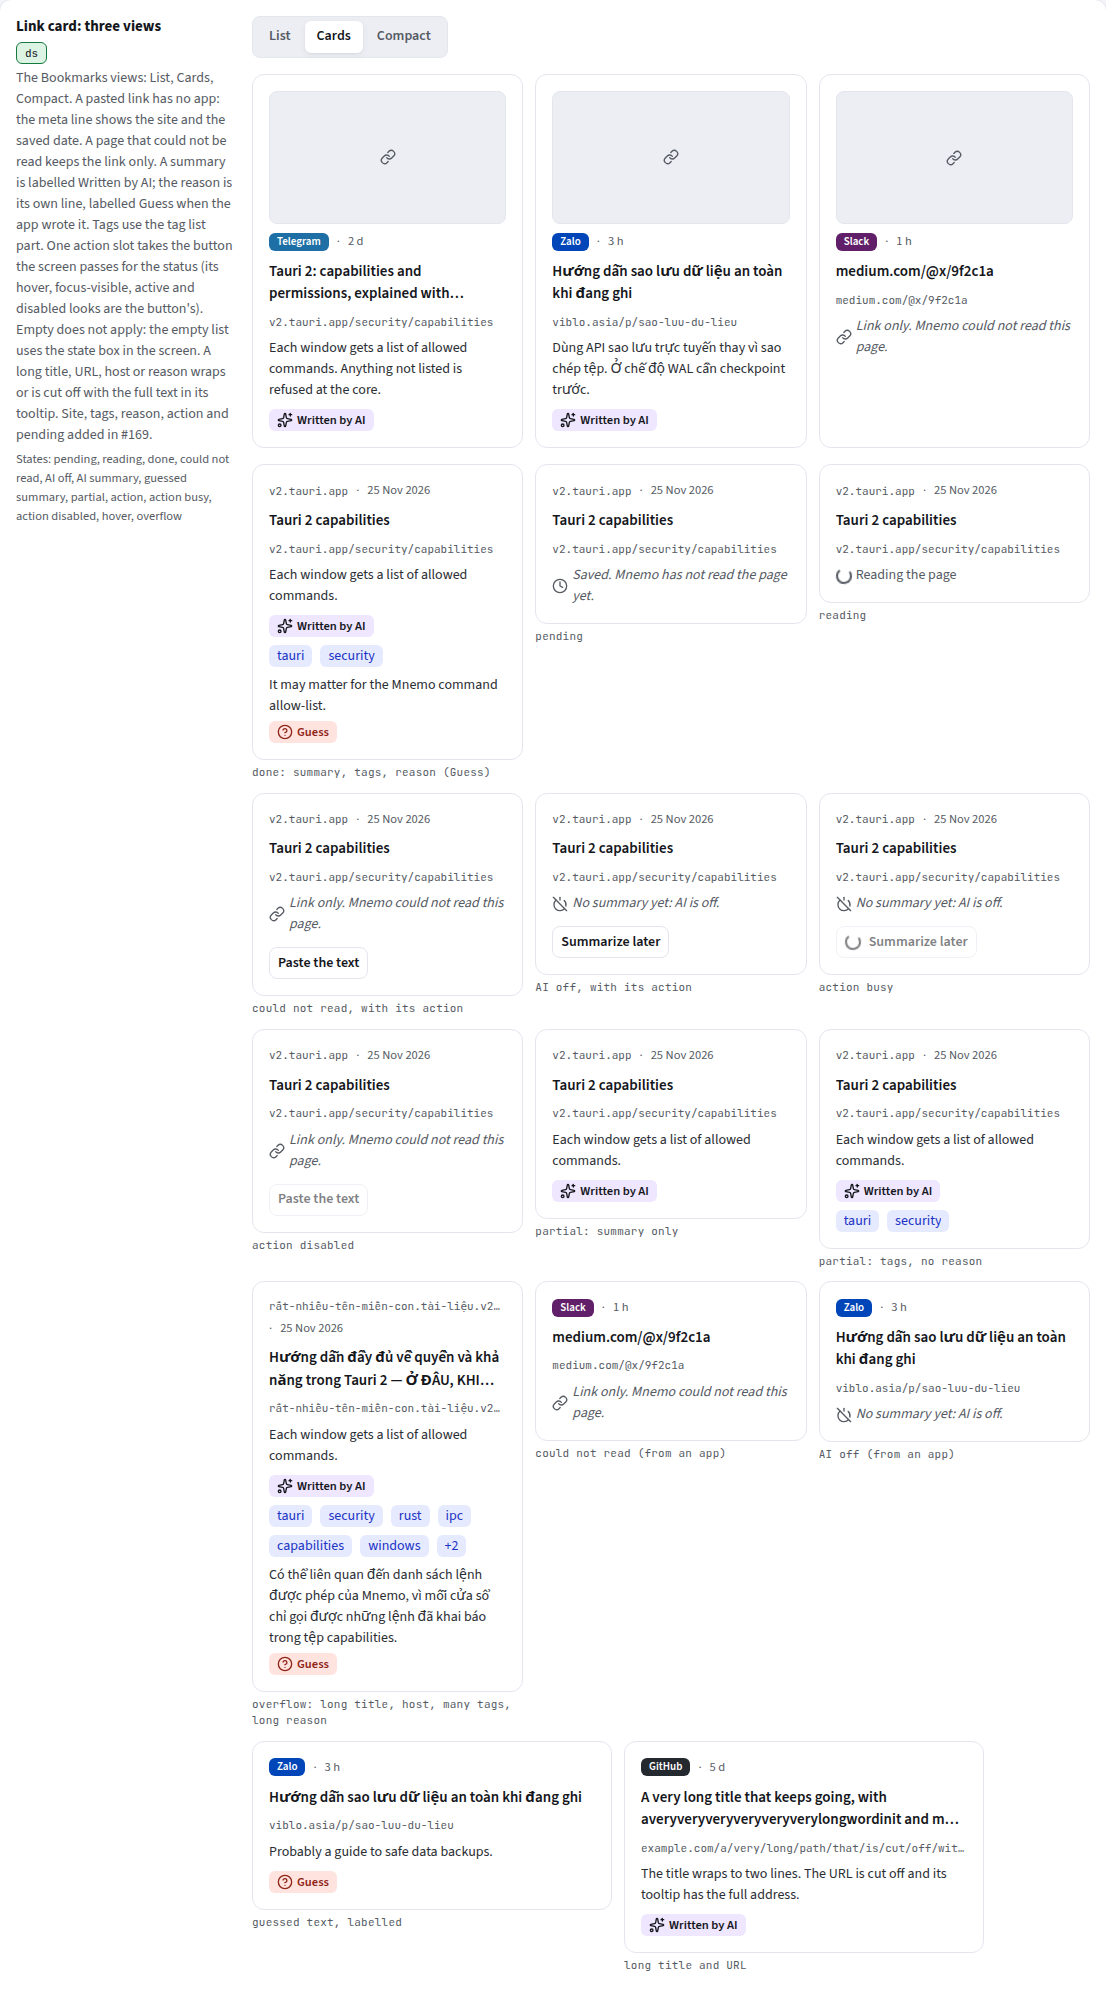 Link card: three views
ds
The Bookmarks views: List, Cards,
Compact. A pasted link has no app:
the meta line shows the site and the
saved date. A page that could not be
read keeps the link only. A summary
is labelled Written by AI; the reason is
its own line, labelled Guess when the
app wrote it. Tags use the tag list
part. One action slot takes the button
the screen passes for the status (its
hover, focus-visible, active and
disabled looks are the button's).
Empty does not apply: the empty list
uses the state box in the screen. A
long title, URL, host or reason wraps
or is cut off with the full text in its
tooltip. Site, tags, reason, action and
pending added in #169.
States: pending, reading, done, could not
read, AI off, AI summary, guessed
summary, partial, action, action busy,
action disabled, hover, overflow
List Cards Compact
Telegram · 2 d
Tauri 2: capabilities and
permissions, explained with…
v2.tauri.app/security/capabilities
Each window gets a list of allowed
commands. Anything not listed is
refused at the core.
Written by AI
Zalo · 3 h
Hướng dẫn sao lưu dữ liệu an toàn
khi đang ghi
viblo.asia/p/sao-luu-du-lieu
Dùng API sao lưu trực tuyến thay vì sao
chép tệp. Ở chế độ WAL cần checkpoint
trước.
Written by AI
Slack · 1 h
medium.com/@x/9f2c1a
medium.com/@x/9f2c1a
Link only. Mnemo could not read this
page.
v2.tauri.app · 25 Nov 2026
Tauri 2 capabilities
v2.tauri.app/security/capabilities
Each window gets a list of allowed
commands.
Written by AI
tauri security
It may matter for the Mnemo command
allow-list.
Guess
done: summary, tags, reason (Guess)
v2.tauri.app · 25 Nov 2026
Tauri 2 capabilities
v2.tauri.app/security/capabilities
Saved. Mnemo has not read the page
yet.
pending
v2.tauri.app · 25 Nov 2026
Tauri 2 capabilities
v2.tauri.app/security/capabilities
Reading the page
reading
v2.tauri.app · 25 Nov 2026
Tauri 2 capabilities
v2.tauri.app/security/capabilities
Link only. Mnemo could not read this
page.
Paste the text
could not read, with its action
v2.tauri.app · 25 Nov 2026
Tauri 2 capabilities
v2.tauri.app/security/capabilities
No summary yet: AI is off.
Summarize later
AI off, with its action
v2.tauri.app · 25 Nov 2026
Tauri 2 capabilities
v2.tauri.app/security/capabilities
No summary yet: AI is off.
Summarize later
action busy
v2.tauri.app · 25 Nov 2026
Tauri 2 capabilities
v2.tauri.app/security/capabilities
Link only. Mnemo could not read this
page.
Paste the text
action disabled
v2.tauri.app · 25 Nov 2026
Tauri 2 capabilities
v2.tauri.app/security/capabilities
Each window gets a list of allowed
commands.
Written by AI
partial: summary only
v2.tauri.app · 25 Nov 2026
Tauri 2 capabilities
v2.tauri.app/security/capabilities
Each window gets a list of allowed
commands.
Written by AI
tauri security
partial: tags, no reason
rất-nhiều-tên-miền-con.tài-liệu.v2…
· 25 Nov 2026
Hướng dẫn đầy đủ về quyền và khả
năng trong Tauri 2 — Ở ĐÂU, KHI…
rất-nhiều-tên-miền-con.tài-liệu.v2…
Each window gets a list of allowed
commands.
Written by AI
tauri security rust ipc
capabilities windows +2
Có thể liên quan đến danh sách lệnh
được phép của Mnemo, vì mỗi cửa sổ
chỉ gọi được những lệnh đã khai báo
trong tệp capabilities.
Guess
overflow: long title, host, many tags,
long reason
Slack · 1 h
medium.com/@x/9f2c1a
medium.com/@x/9f2c1a
Link only. Mnemo could not read this
page.
could not read (from an app)
Zalo · 3 h
Hướng dẫn sao lưu dữ liệu an toàn
khi đang ghi
viblo.asia/p/sao-luu-du-lieu
No summary yet: AI is off.
AI off (from an app)
Zalo · 3 h
Hướng dẫn sao lưu dữ liệu an toàn khi đang ghi
viblo.asia/p/sao-luu-du-lieu
Probably a guide to safe data backups.
Guess
guessed text, labelled
GitHub · 5 d
A very long title that keeps going, with
averyveryveryveryverylongwordinit and m…
example.com/a/very/long/path/that/is/cut/off/wit…
The title wraps to two lines. The URL is cut off and its
tooltip has the full address.
Written by AI
long title and URL